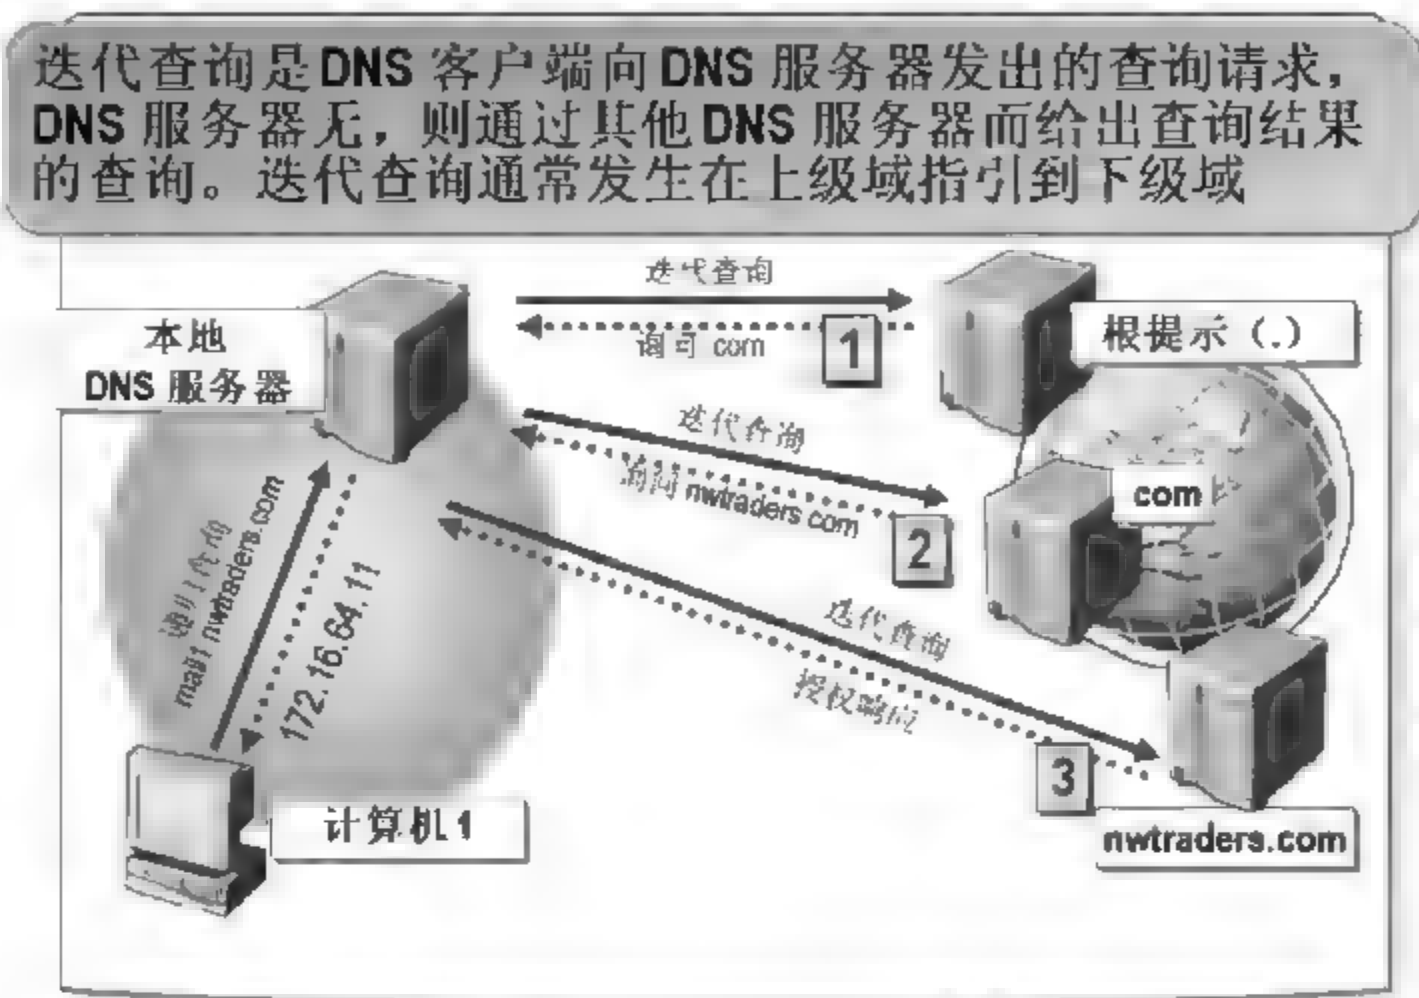 迭代查询是DNS 客户端向DNS 服务器发出的查询请求，
DNS 服务器无，则通过其他DNS 服务器而给出查询结果
的查询。迭代查询通常发生在上级域指引到下级域
迭代查询
询问 com
1
根提示（.）
本地
DNS 服务器
迭代查询
询问 nwtraders com
2
com
迭代查询
授权响应
3
nwtraders.com
mail1 nwtraders.com
172.16.64.11
计算机1